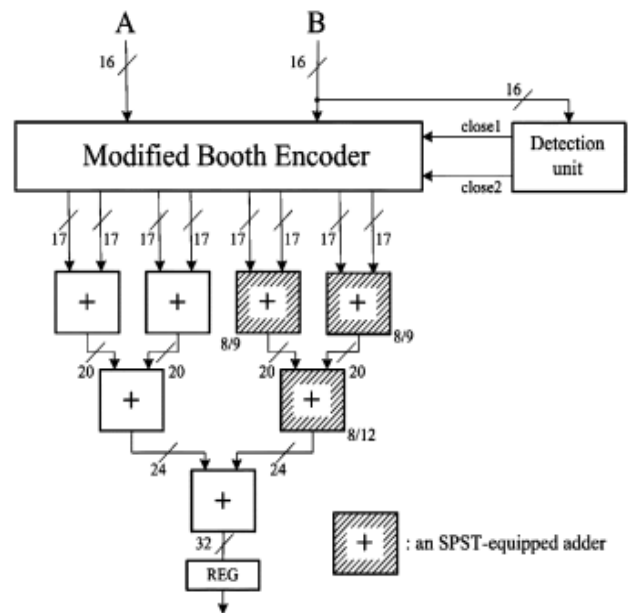 A B
16 16 16
Modified Booth Encoder
close1
close2
Detection
unit
17 17 17 17 17 17 17 17
+ + + +
8/9 8/9
20 20 20 20
+ +
8/12
24 24
+
32
REG
+ : an SPST-equipped adder